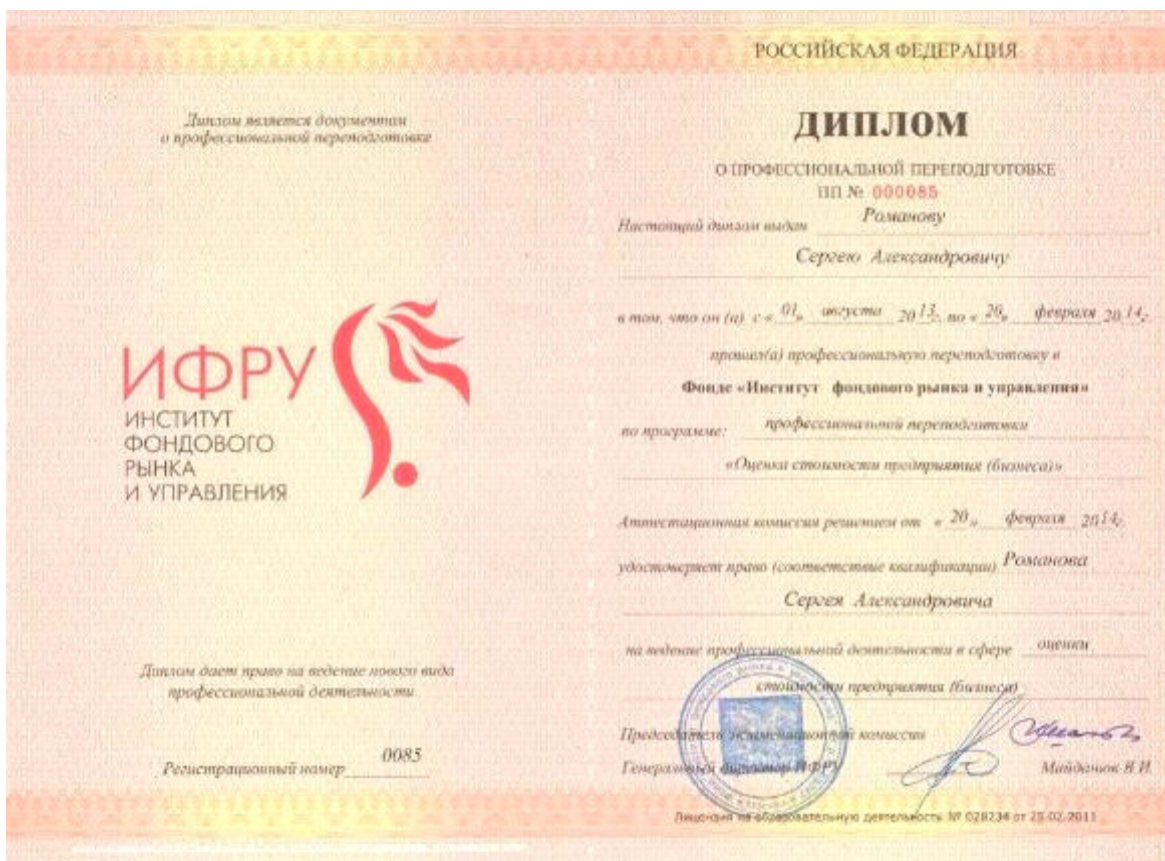 Диплом является документом
о профессиональной переподготовке
ИФРУ
ИНСТИТУТ
ФОНДОВОГО
РЫНКА
И УПРАВЛЕНИЯ
Диплом дает право на ведение нового вида
профессиональной деятельности
Регистрационный номер 0085
РОССИЙСКАЯ ФЕДЕРАЦИЯ
ДИПЛОМ
О ПРОФЕССИОНАЛЬНОЙ ПЕРЕПОДГОТОВКЕ
ПП № 000085
Настоящий диплом выдан Романову
Сергею Александровичу
в том, что он (а) с «01» августа 2013г. по «20» февраля 2014г.
прошел(а) профессиональную переподготовку в
Фонде «Институт фондового рынка и управления»
по программе: профессиональной переподготовки
«Оценка стоимости предприятия (бизнеса)»
Аттестационная комиссия решением от «20» февраля 2014г.
удостоверяет право (соответствие квалификации) Романова
Сергея Александровича
на ведение профессиональной деятельности в сфере оценки
стоимости предприятия (бизнеса)
Председатель экзаменационной комиссии
Генеральный директор ИФРУ Майданюк В.И.
Лицензия на образовательную деятельность № 028234 от 25.02.2011